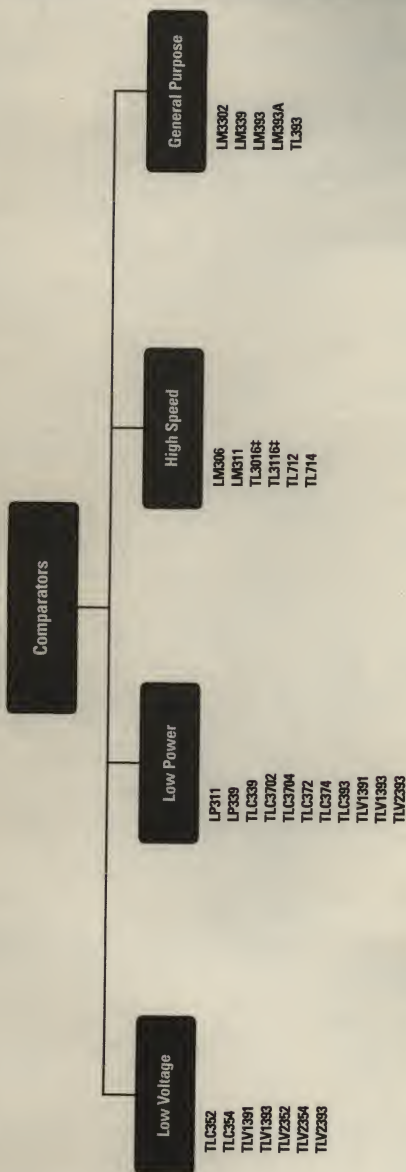 Comparators
Low Voltage
TLC352
TLC354
TLV1391
TLV1393
TLV2352
TLV2354
TLV2393
Low Power
LP311
LP339
TLC339
TLC3702
TLC3704
TLC372
TLC374
TLC393
TLV1391
TLV1393
TLV2393
High Speed
LM306
LM311
TL3016‡
TL3116‡
TL712
TL714
General Purpose
LM3302
LM339
LM393
LM393A
TL393